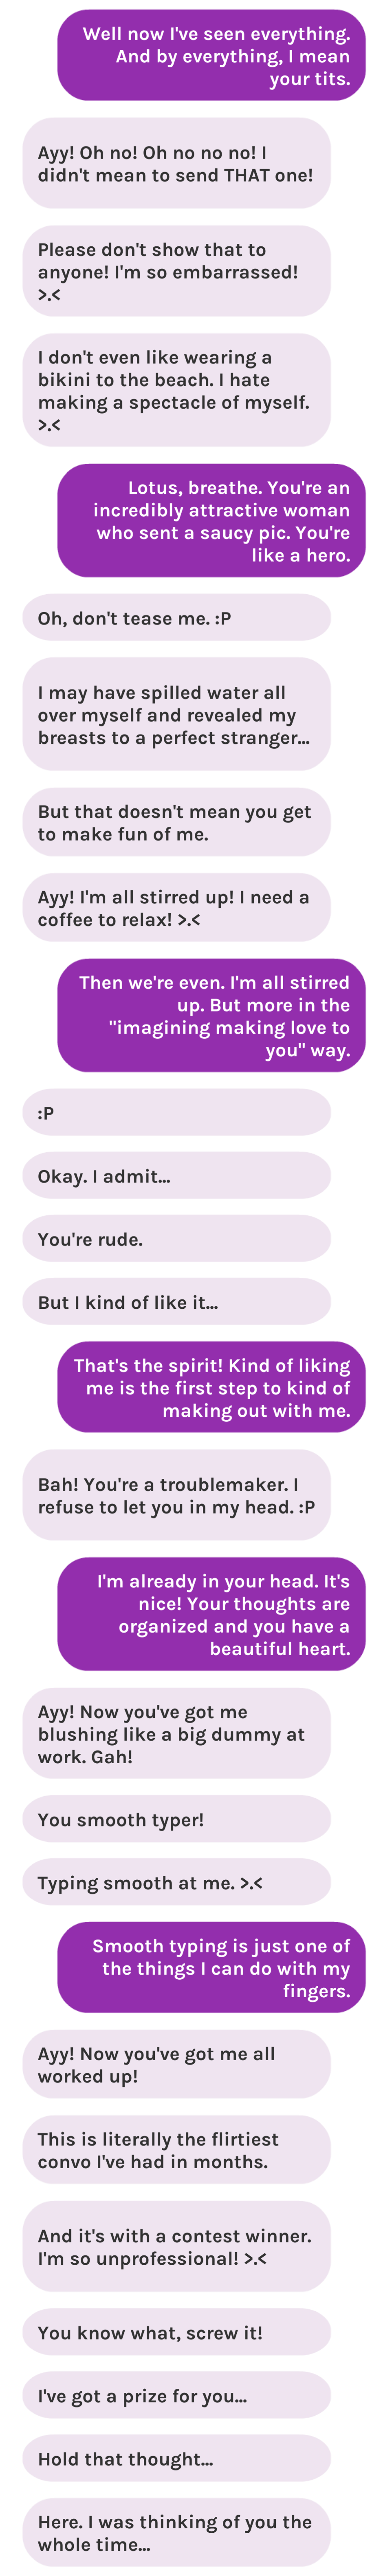 Well now I've seen everything.
And by everything, I mean
your tits.
Ayy! Oh no! Oh no no no! I
didn't mean to send THAT one!
Please don't show that to
anyone! I'm so embarrassed!
>.<
I don't even like wearing a
bikini to the beach. I hate
making a spectacle of myself.
>.<
Lotus, breathe. You're an
incredibly attractive woman
who sent a saucy pic. You're
like a hero.
Oh, don't tease me. :P
I may have spilled water all
over myself and revealed my
breasts to a perfect stranger...
But that doesn't mean you get
to make fun of me.
Ayy! I'm all stirred up! I need a
coffee to relax! >.<
Then we're even. I'm all stirred
up. But more in the
"imagining making love to
you" way.
:P
Okay. I admit...
You're rude.
But I kind of like it...
That's the spirit! Kind of liking
me is the first step to kind of
making out with me.
Bah! You're a troublemaker. I
refuse to let you in my head. :P
I'm already in your head. It's
nice! Your thoughts are
organized and you have a
beautiful heart.
Ayy! Now you've got me
blushing like a big dummy at
work. Gah!
You smooth typer!
Typing smooth at me. >.<
Smooth typing is just one of
the things I can do with my
fingers.
Ayy! Now you've got me all
worked up!
This is literally the flirtiest
convo I've had in months.
And it's with a contest winner.
I'm so unprofessional! >.<
You know what, screw it!
I've got a prize for you...
Hold that thought...
Here. I was thinking of you the
whole time...